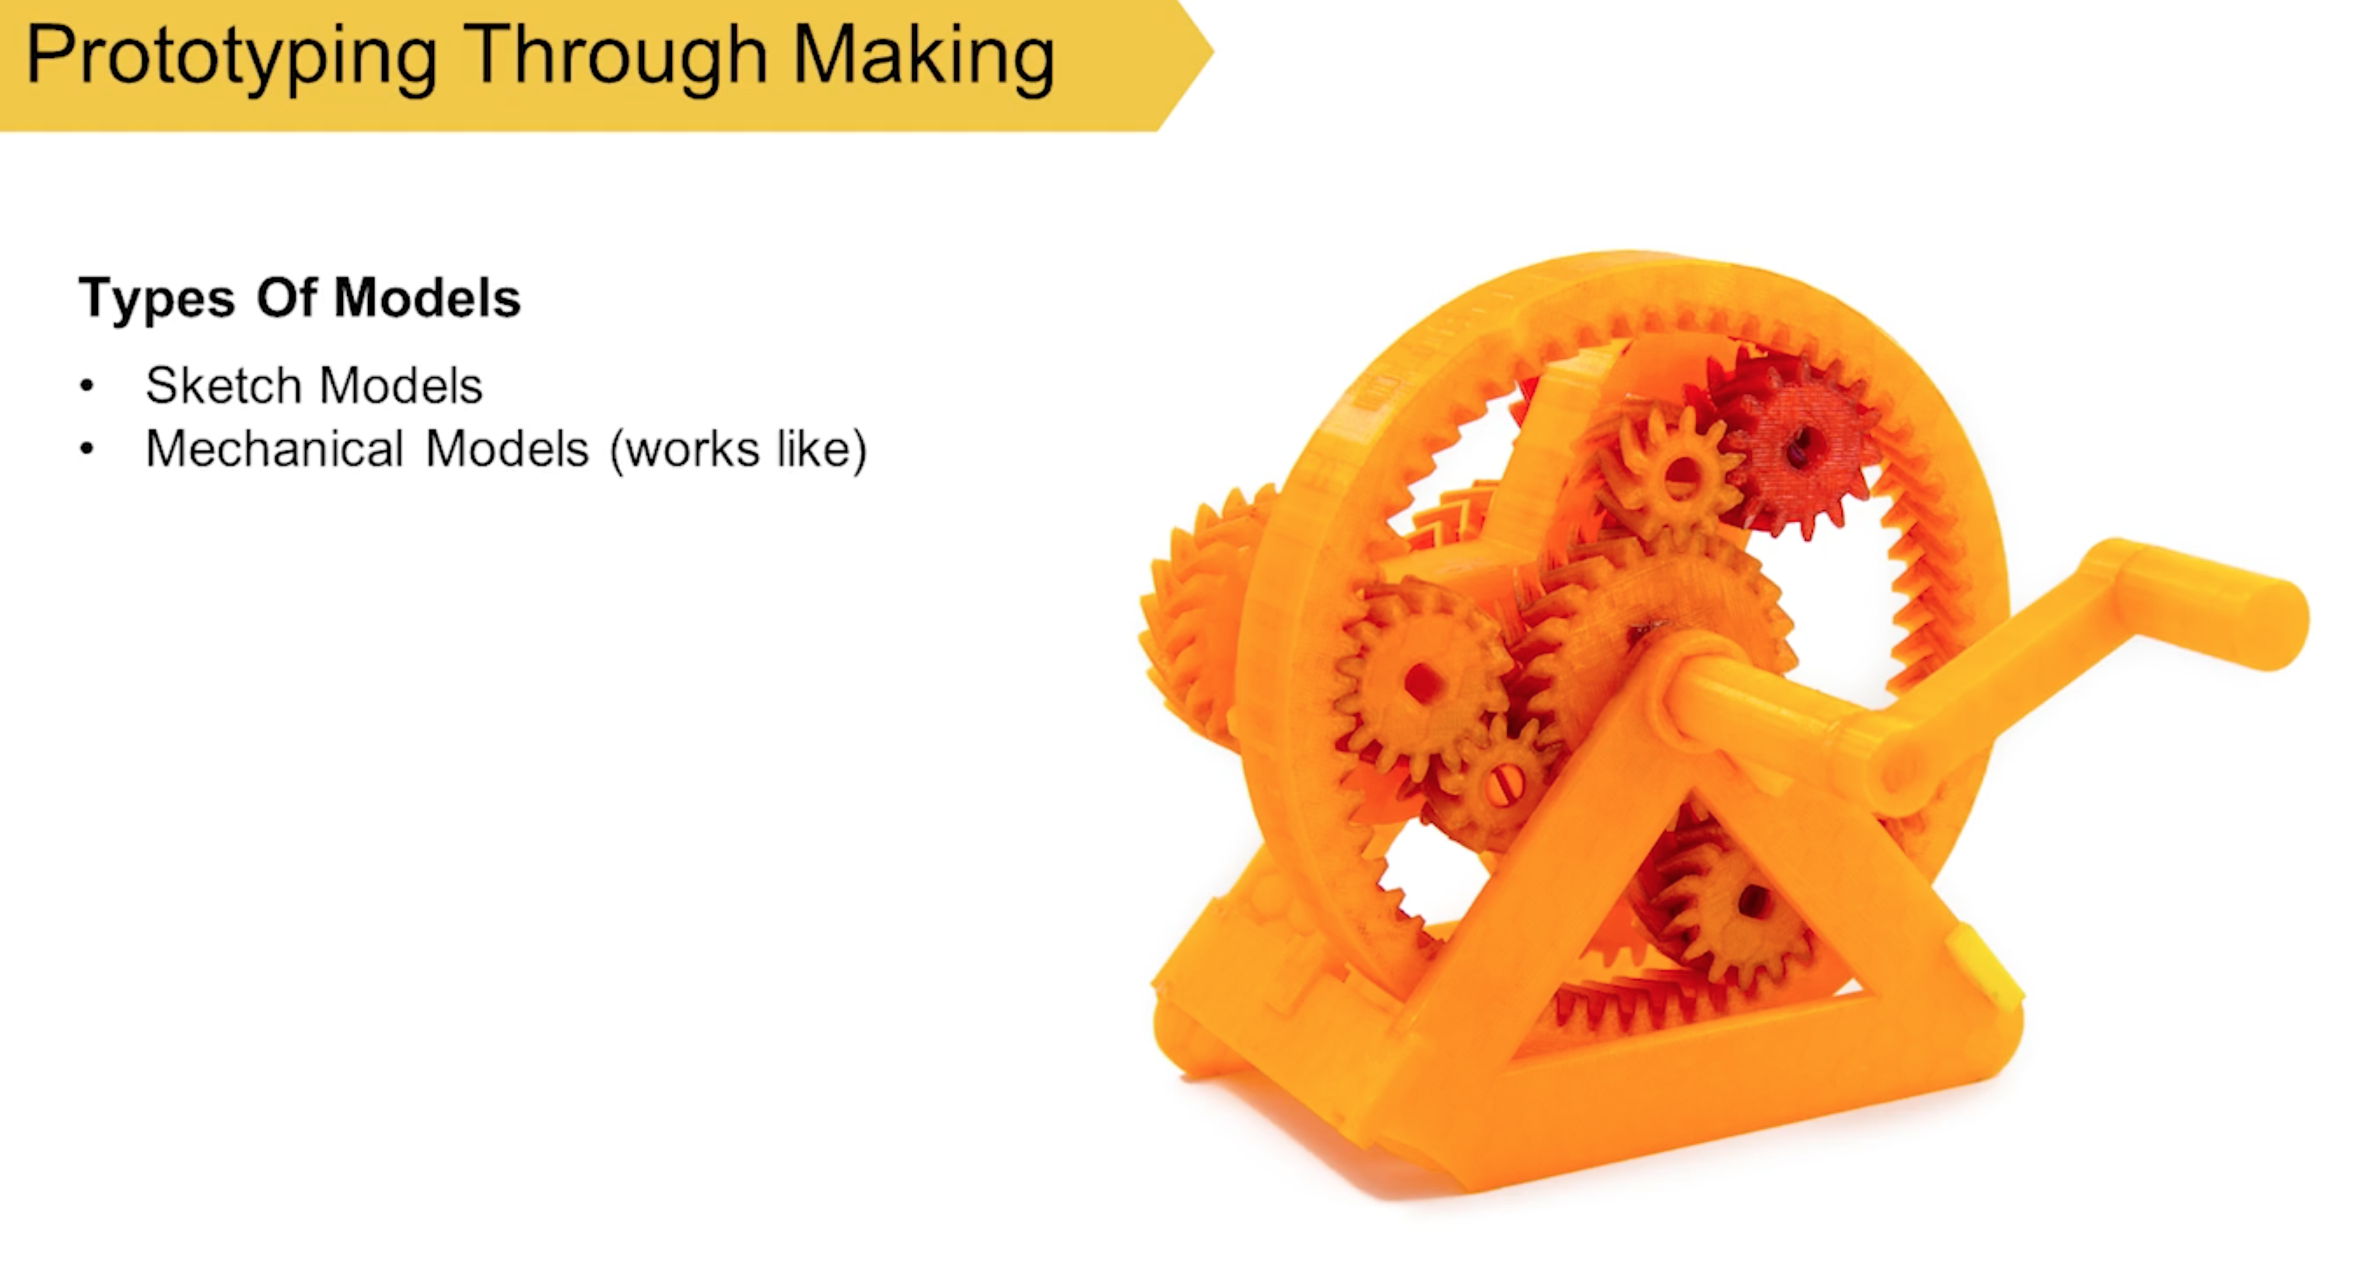 Prototyping Through Making
Types Of Models
• Sketch Models
• Mechanical Models (works like)